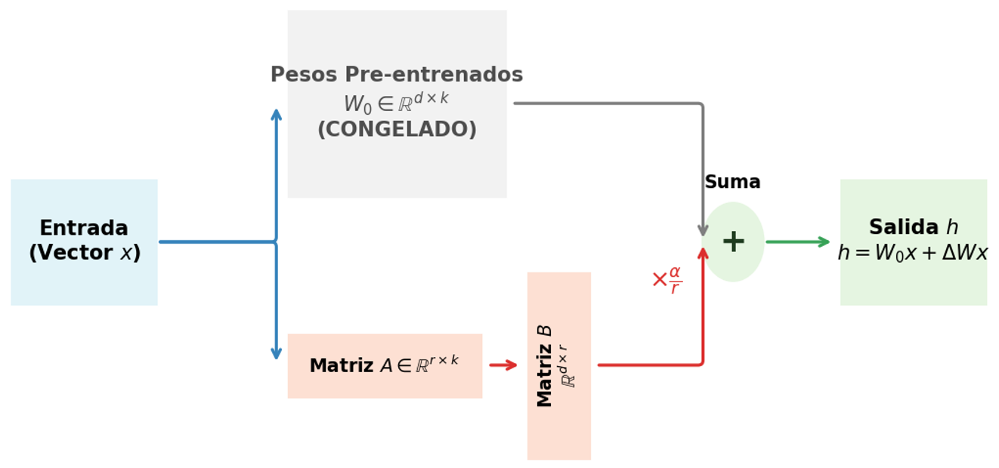 Pesos Pre-entrenados
W₀ ∈ ℝ^{d×k}
(CONGELADO)
Suma
Entrada
(Vector x)
+
Salida h
h = W₀x + ΔWx
×α/r
Matriz A ∈ ℝ^{r×k}
Matriz B
ℝ^{d×r}